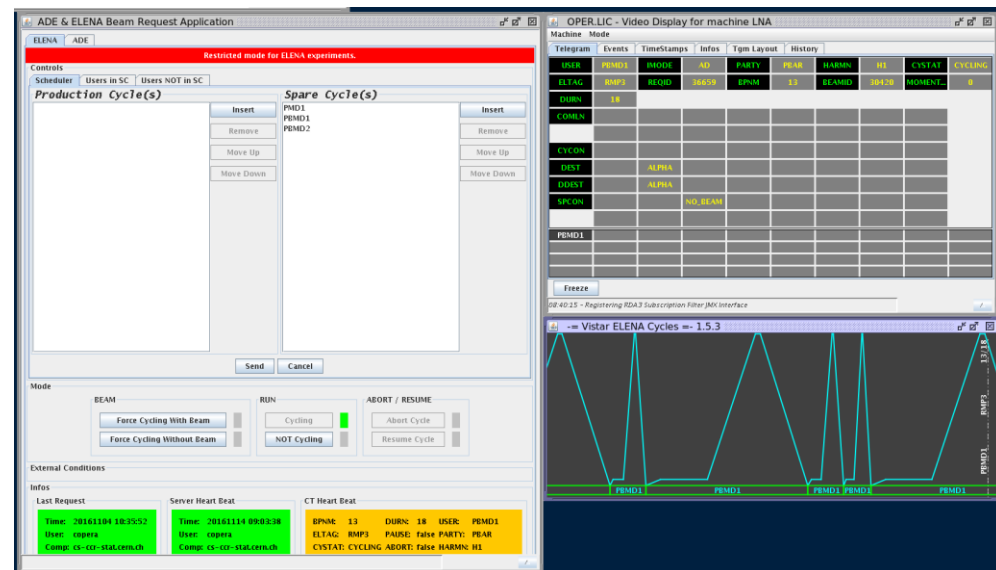 ADE & ELENA Beam Request Application
ELENA ADE
Restricted mode for ELENA experiments.
Controls
Scheduler Users in SC Users NOT in SC
Production Cycle(s) Spare Cycle(s)
PMD1
PBMD1
PBMD2
Insert Insert
Remove Remove
Move Up Move Up
Move Down Move Down
Send Cancel
Mode
BEAM RUN ABORT / RESUME
Force Cycling With Beam Cycling Abort Cycle
Force Cycling Without Beam NOT Cycling Resume Cycle
External Conditions
Infos
Last Request Server Heart Beat CT Heart Beat
Time: 20161104 10:35:52 Time: 20161114 09:03:38 BPNM: 13 DURN: 18 USER: PBMD1
User: copera User: copera ELTAG: RMP3 PAUSE: false PARTY: PBAR
Comp: cs-ccr-stat.cern.ch Comp: cs-ccr-stat.cern.ch CYSTAT: CYCLING ABORT: false HARMN: H1
OPER.LIC - Video Display for machine LNA
Machine Mode
Telegram Events TimeStamps Infos Tgm Layout History
USER PBMD1 IMODE AD PARTY PBAR HARMN H1 CYSTAT CYCLING
ELTAG RMP3 REQID 36659 BPNM 13 BEAMID 30420 MOMENT... 0
DURN 18
COMLN
CYCON
DEST ALPHA
DDEST ALPHA
SPCON NO_BEAM
PBMD1
Freeze
08:40:15 - Registering RDA3 Subscription Filter JMX Interface
-= Vistar ELENA Cycles =- 1.5.3
13/18
RMP3
PBMD1
PBMD1 PBMD1 PBMD1 PBMD1 PBMD1